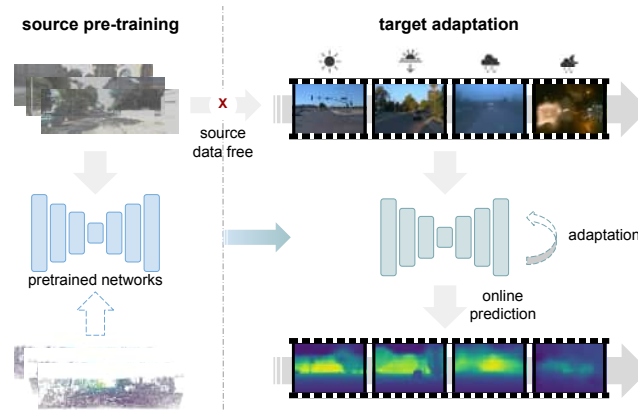 source pre-training
target adaptation
x
source
data free
pretrained networks
adaptation
online
prediction